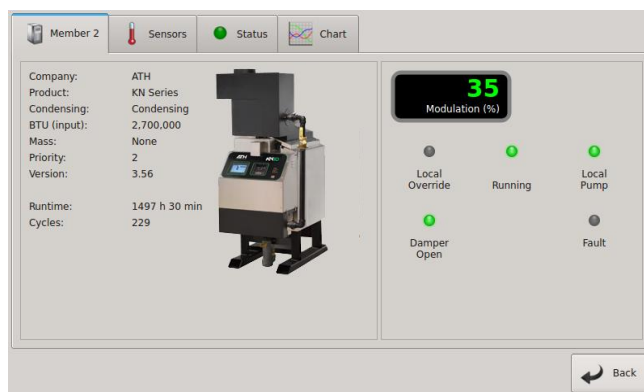 Member 2
Sensors
Status
Chart
Company: ATH
Product: KN Series
Condensing: Condensing
BTU (input): 2,700,000
Mass: None
Priority: 2
Version: 3.56
Runtime: 1497 h 30 min
Cycles: 229
ATH
35
Modulation (%)
Local
Override
Running
Local
Pump
Damper
Open
Fault
Back